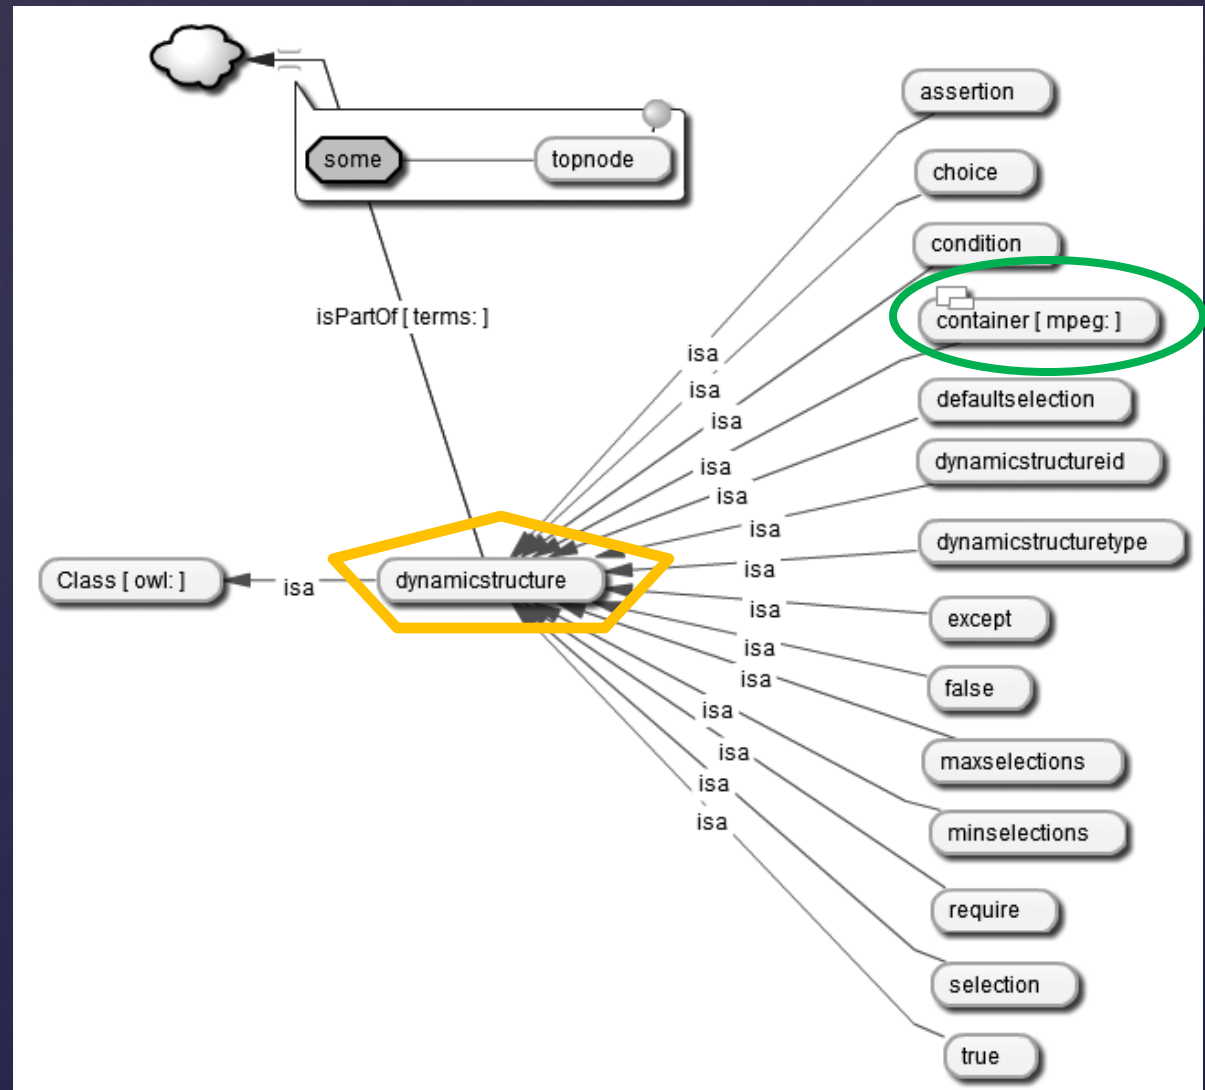 some
topnode
isPartOf [ terms: ]
assertion
choice
condition
container [ mpeg: ]
defaultselection
dynamicstructureid
dynamicstructuretype
except
false
maxselections
minselections
require
selection
true
isa
isa
isa
isa
isa
isa
isa
isa
isa
isa
isa
isa
isa
isa
Class [ owl: ]
isa
dynamicstructure